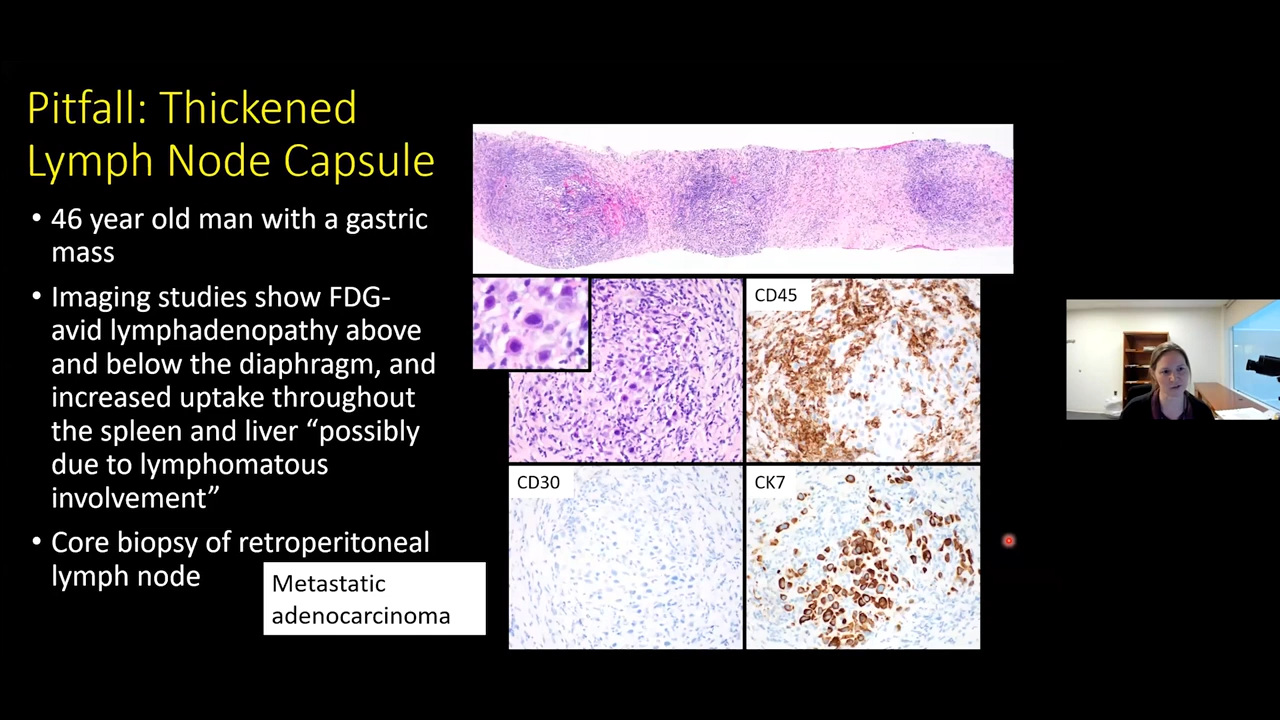 Pitfall: Thickened
Lymph Node Capsule
• 46 year old man with a gastric
mass
• Imaging studies show FDG-
avid lymphadenopathy above
and below the diaphragm, and
increased uptake throughout
the spleen and liver “possibly
due to lymphomatous
involvement”
• Core biopsy of retroperitoneal
lymph node
Metastatic
adenocarcinoma
CD45
CD30
CK7